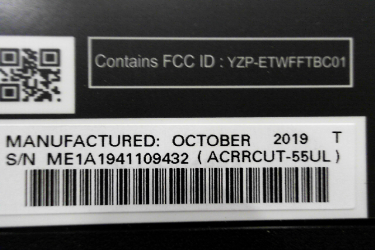 Contains FCC ID : YZP-ETWFFTBC01
MANUFACTURED: OCTOBER 2019 T
S/N ME1A1941109432 ( ACRRCUT-55UL )